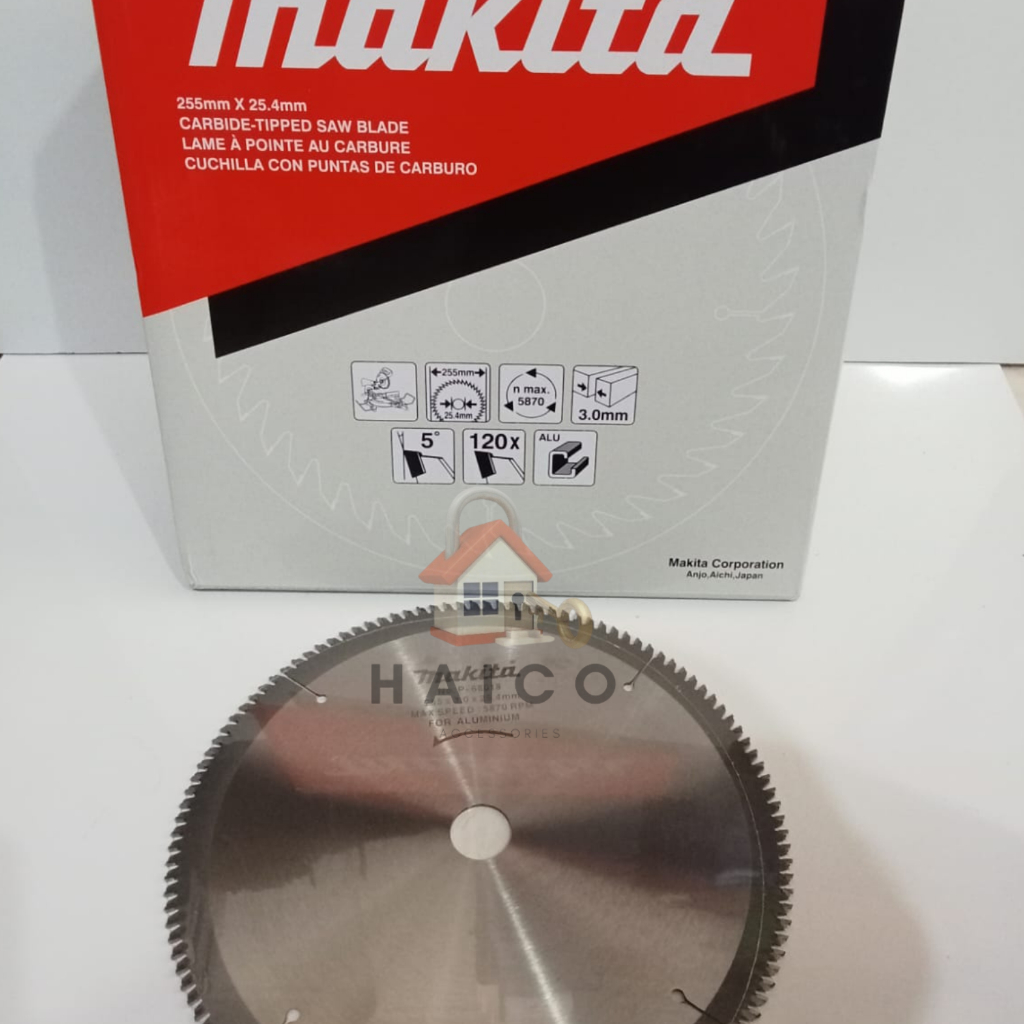 makita
255mm X 25.4mm
CARBIDE-TIPPED SAW BLADE
LAME À POINTE AU CARBURE
CUCHILLA CON PUNTAS DE CARBURO
255mm
25.4mm
n max.
5870
3.0mm
5°
120x
ALU
Makita Corporation
Anjo,Aichi,Japan
makita
HATCO
MAX SPEED : 5870 RPM
FOR ALUMINIUM
ACCESSORIES